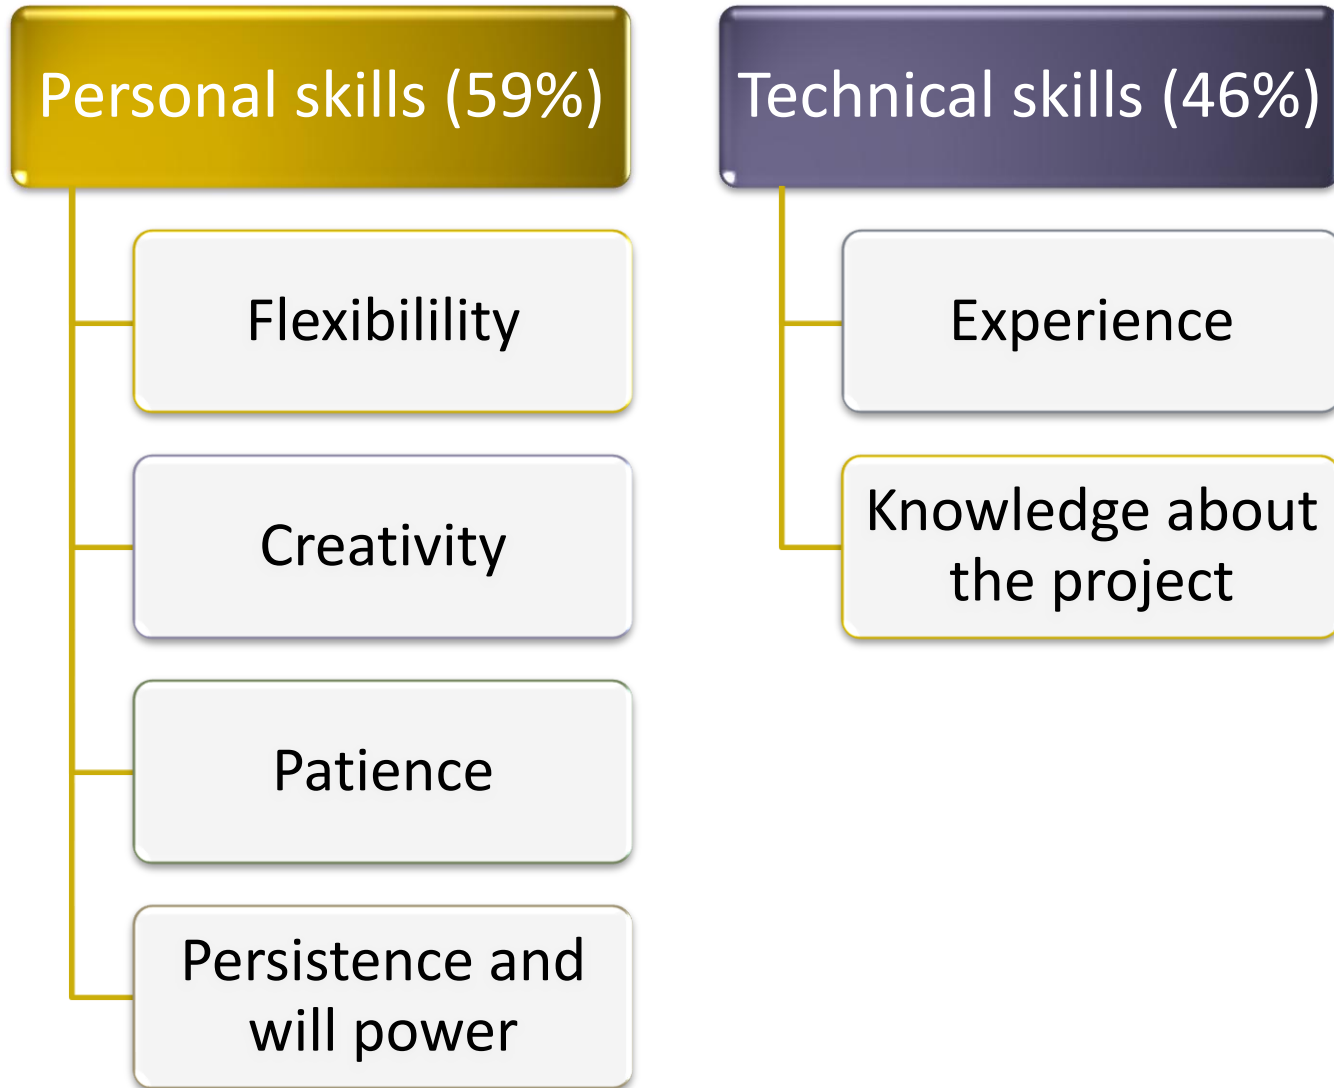 Personal skills (59%)
Flexibilility
Creativity
Patience
Persistence and
will power
Technical skills (46%)
Experience
Knowledge about
the project